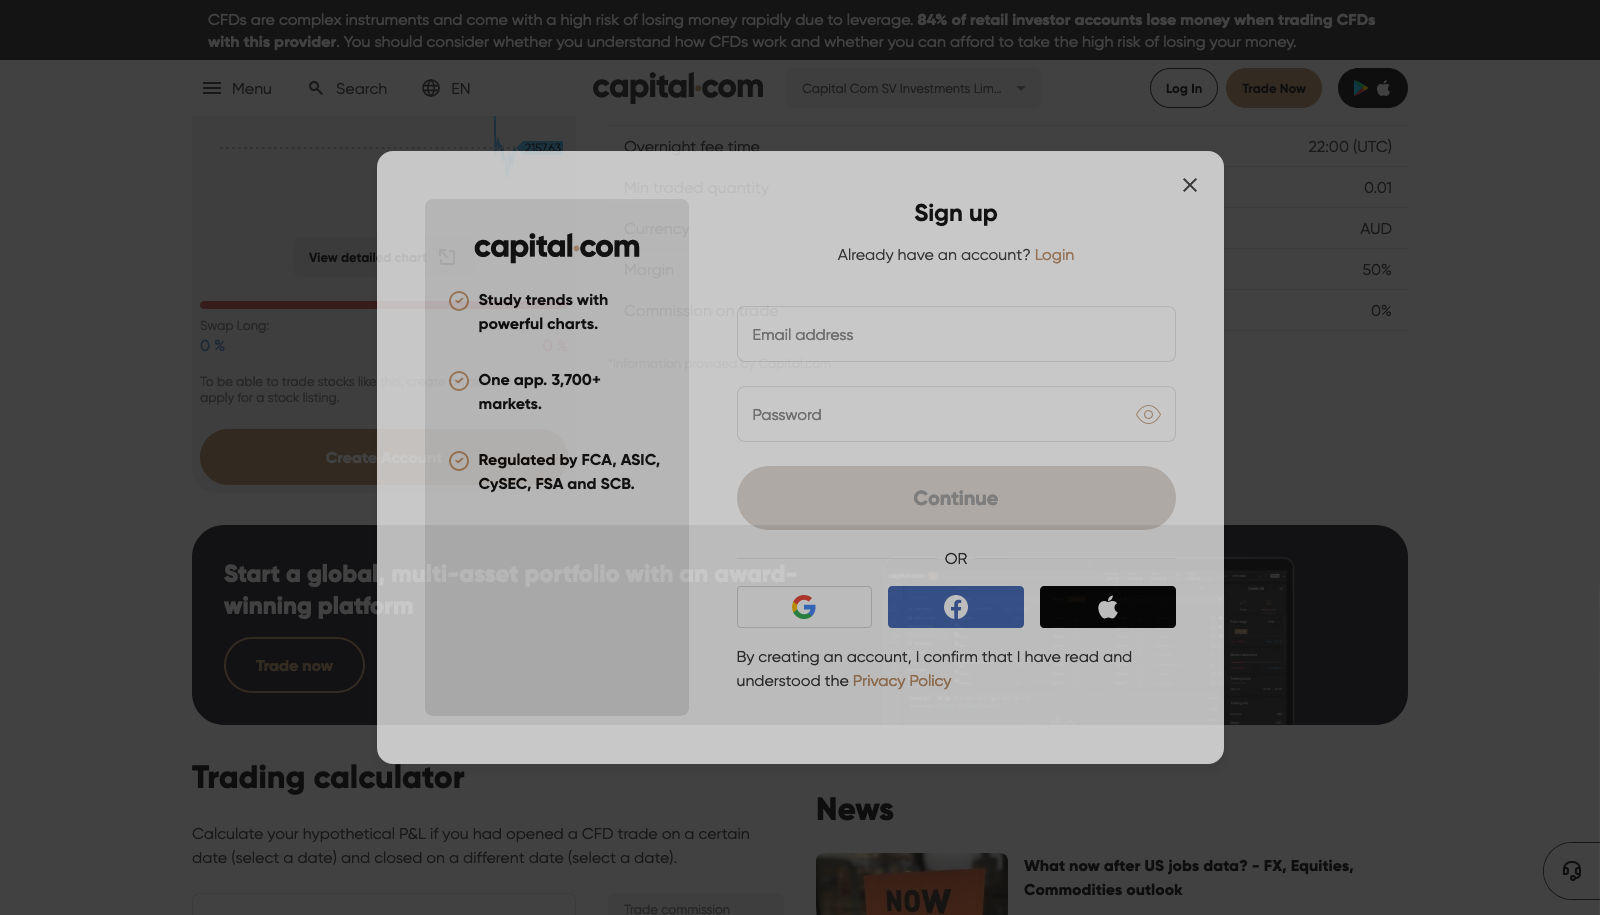 CFDs are complex instruments and come with a high risk of losing money rapidly due to leverage. 84% of retail investor accounts lose money when trading CFDs
with this provider. You should consider whether you understand how CFDs work and whether you can afford to take the high risk of losing your money.
Menu
Search
EN
capital.com
Capital Com SV Investments Lim...
Log In
Trade Now
2157.63
View detailed chart
Swap Long:
0 %
0 %
To be able to trade stocks like this, create
apply for a stock listing.
Create Account
Overnight fee time
22:00 (UTC)
Min traded quantity
0.01
Currency
AUD
Margin
50%
Commission on trade
0%
*Information provided by Capital.com
capital.com
Study trends with
powerful charts.
One app. 3,700+
markets.
Regulated by FCA, ASIC,
CySEC, FSA and SCB.
Sign up
Already have an account? Login
Email address
Password
Continue
OR
By creating an account, I confirm that I have read and
understood the Privacy Policy
Start a global, multi-asset portfolio with an award-
winning platform
Trade now
Trading calculator
Calculate your hypothetical P&L if you had opened a CFD trade on a certain
date (select a date) and closed on a different date (select a date).
Trade commission
News
NOW
What now after US jobs data? - FX, Equities,
Commodities outlook